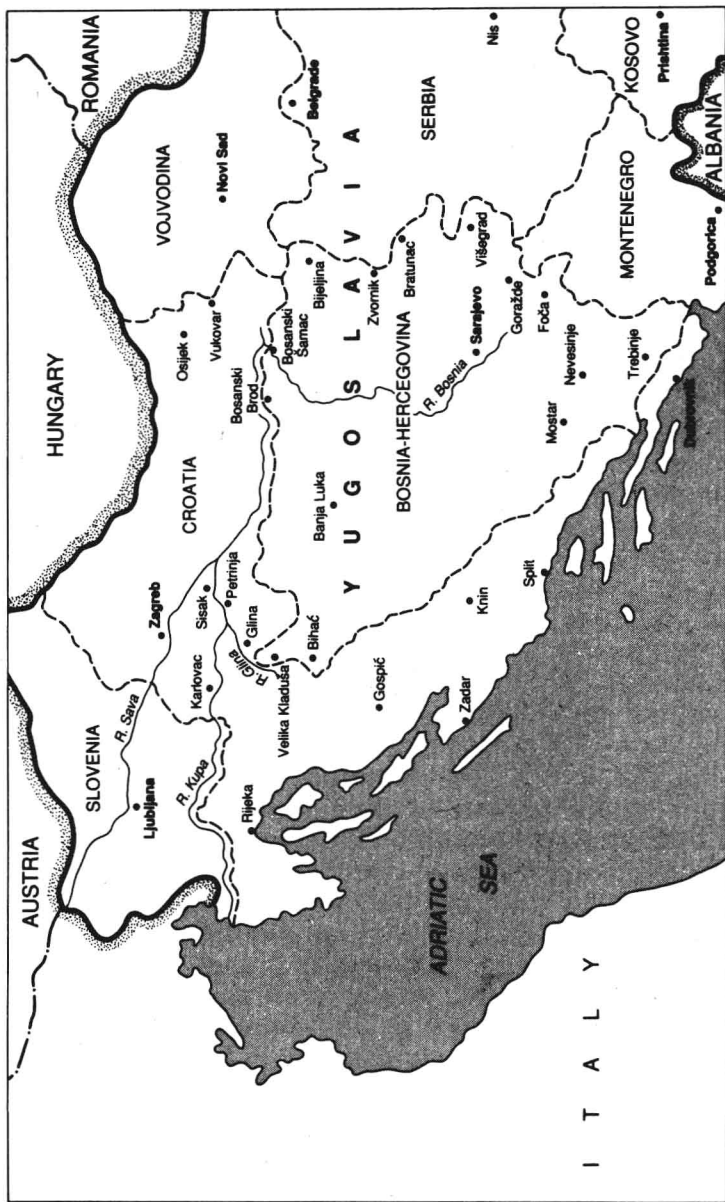 AUSTRIA
HUNGARY
ROMANIA
SLOVENIA
R. Sava
Ljubljana
Zagreb
CROATIA
VOJVODINA
Novi Sad
Osijek
Vukovar
R. Kupa
Karlovac
Sisak
Petrinja
Glina
R. Glina
Rijeka
Velika Kladuša
Bihać
Bosanski
Brod
Bosanski
Šamac
Bijeljina
Belgrade
YUGOSLAVIA
Banja Luka
Zvornik
Bratunac
BOSNIA-HERCEGOVINA
SERBIA
Gospić
R. Bosnia
Zadar
Knin
Sarajevo
Višegrad
Nis
Goražde
Foča
Split
Mostar
Nevesinje
ADRIATIC
SEA
MONTENEGRO
KOSOVO
Prishtina
Trebinje
Dubrovnik
Podgorica
ALBANIA
ITALY